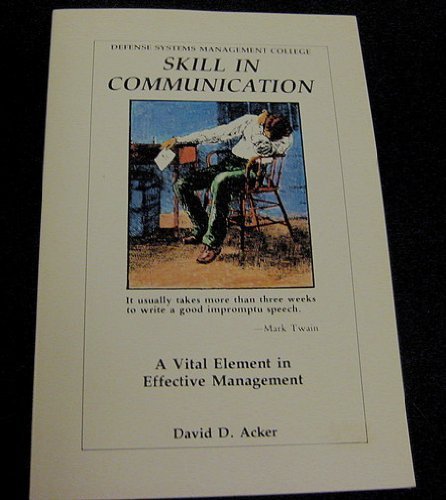 DEFENSE SYSTEMS MANAGEMENT COLLEGE
SKILL IN
COMMUNICATION
It usually takes more than three weeks
to write a good impromptu speech.
—Mark Twain
A Vital Element in
Effective Management
David D. Acker